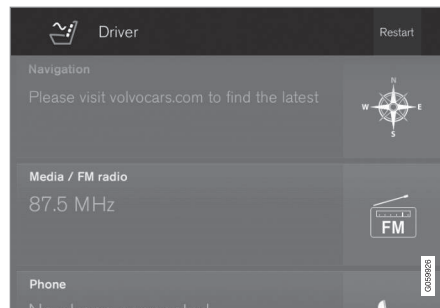 Driver
Restart
Navigation
Please visit volvocars.com to find the latest
N
W
E
S
Media / FM radio
87.5 MHz
FM
Phone
G059926